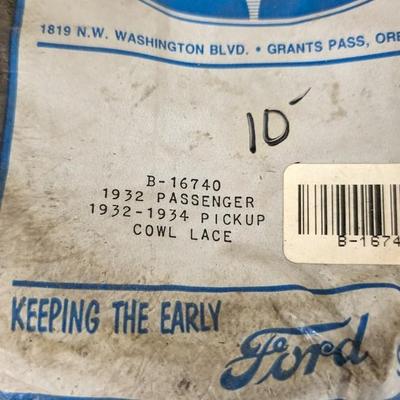 1819 N.W. WASHINGTON BLVD. • GRANTS PASS, ORE
10'
B-16740
1932 PASSENGER
1932-1934 PICKUP
COWL LACE
B-1674
KEEPING THE EARLY
Ford